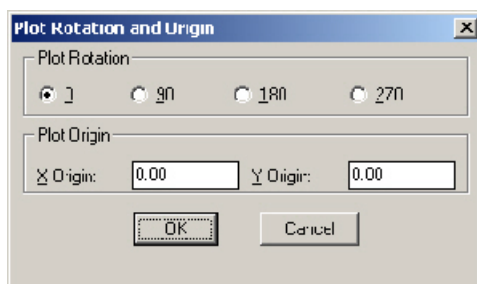 Plot Rotation and Origin
Plot Rotation
0 90 180 270
Plot Origin
X Origin: 0.00 Y Origin: 0.00
OK Cancel